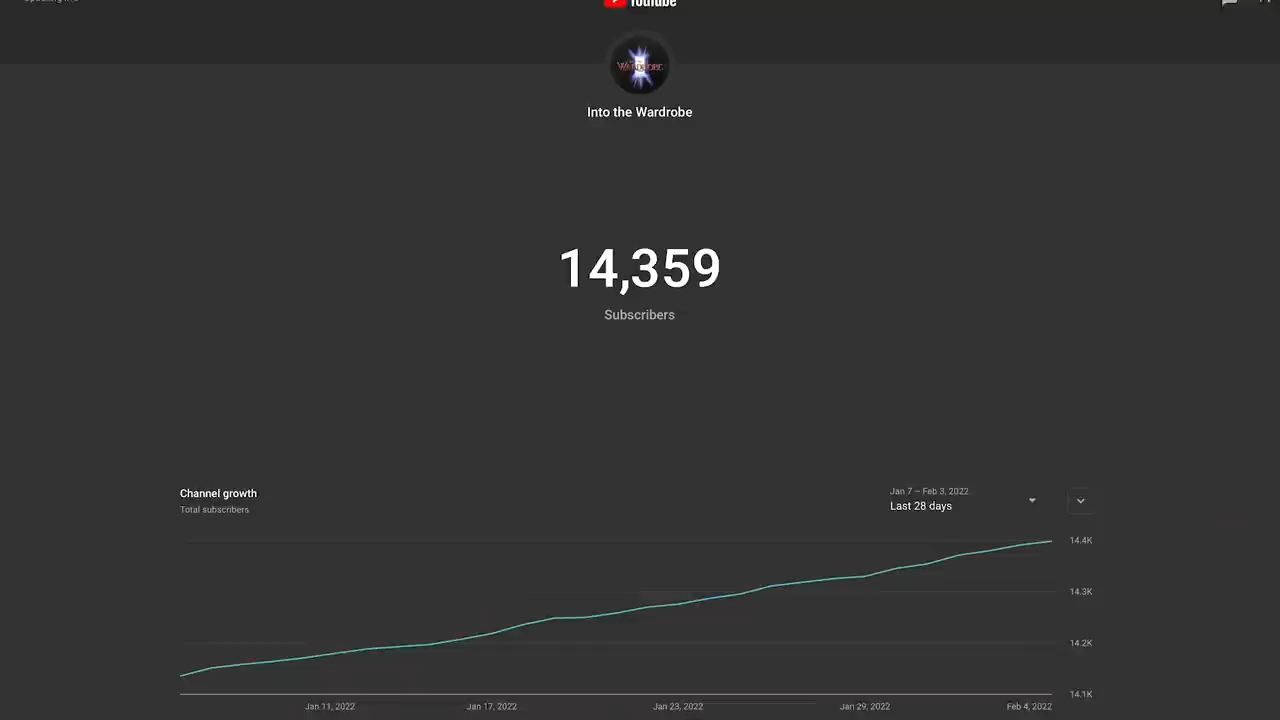 YouTube
WARDROBE
Into the Wardrobe
14,359
Subscribers
Channel growth
Total subscribers
Jan 7 – Feb 3, 2022
Last 28 days
14.4K
14.3K
14.2K
14.1K
Jan 11, 2022
Jan 17, 2022
Jan 23, 2022
Jan 29, 2022
Feb 4, 2022